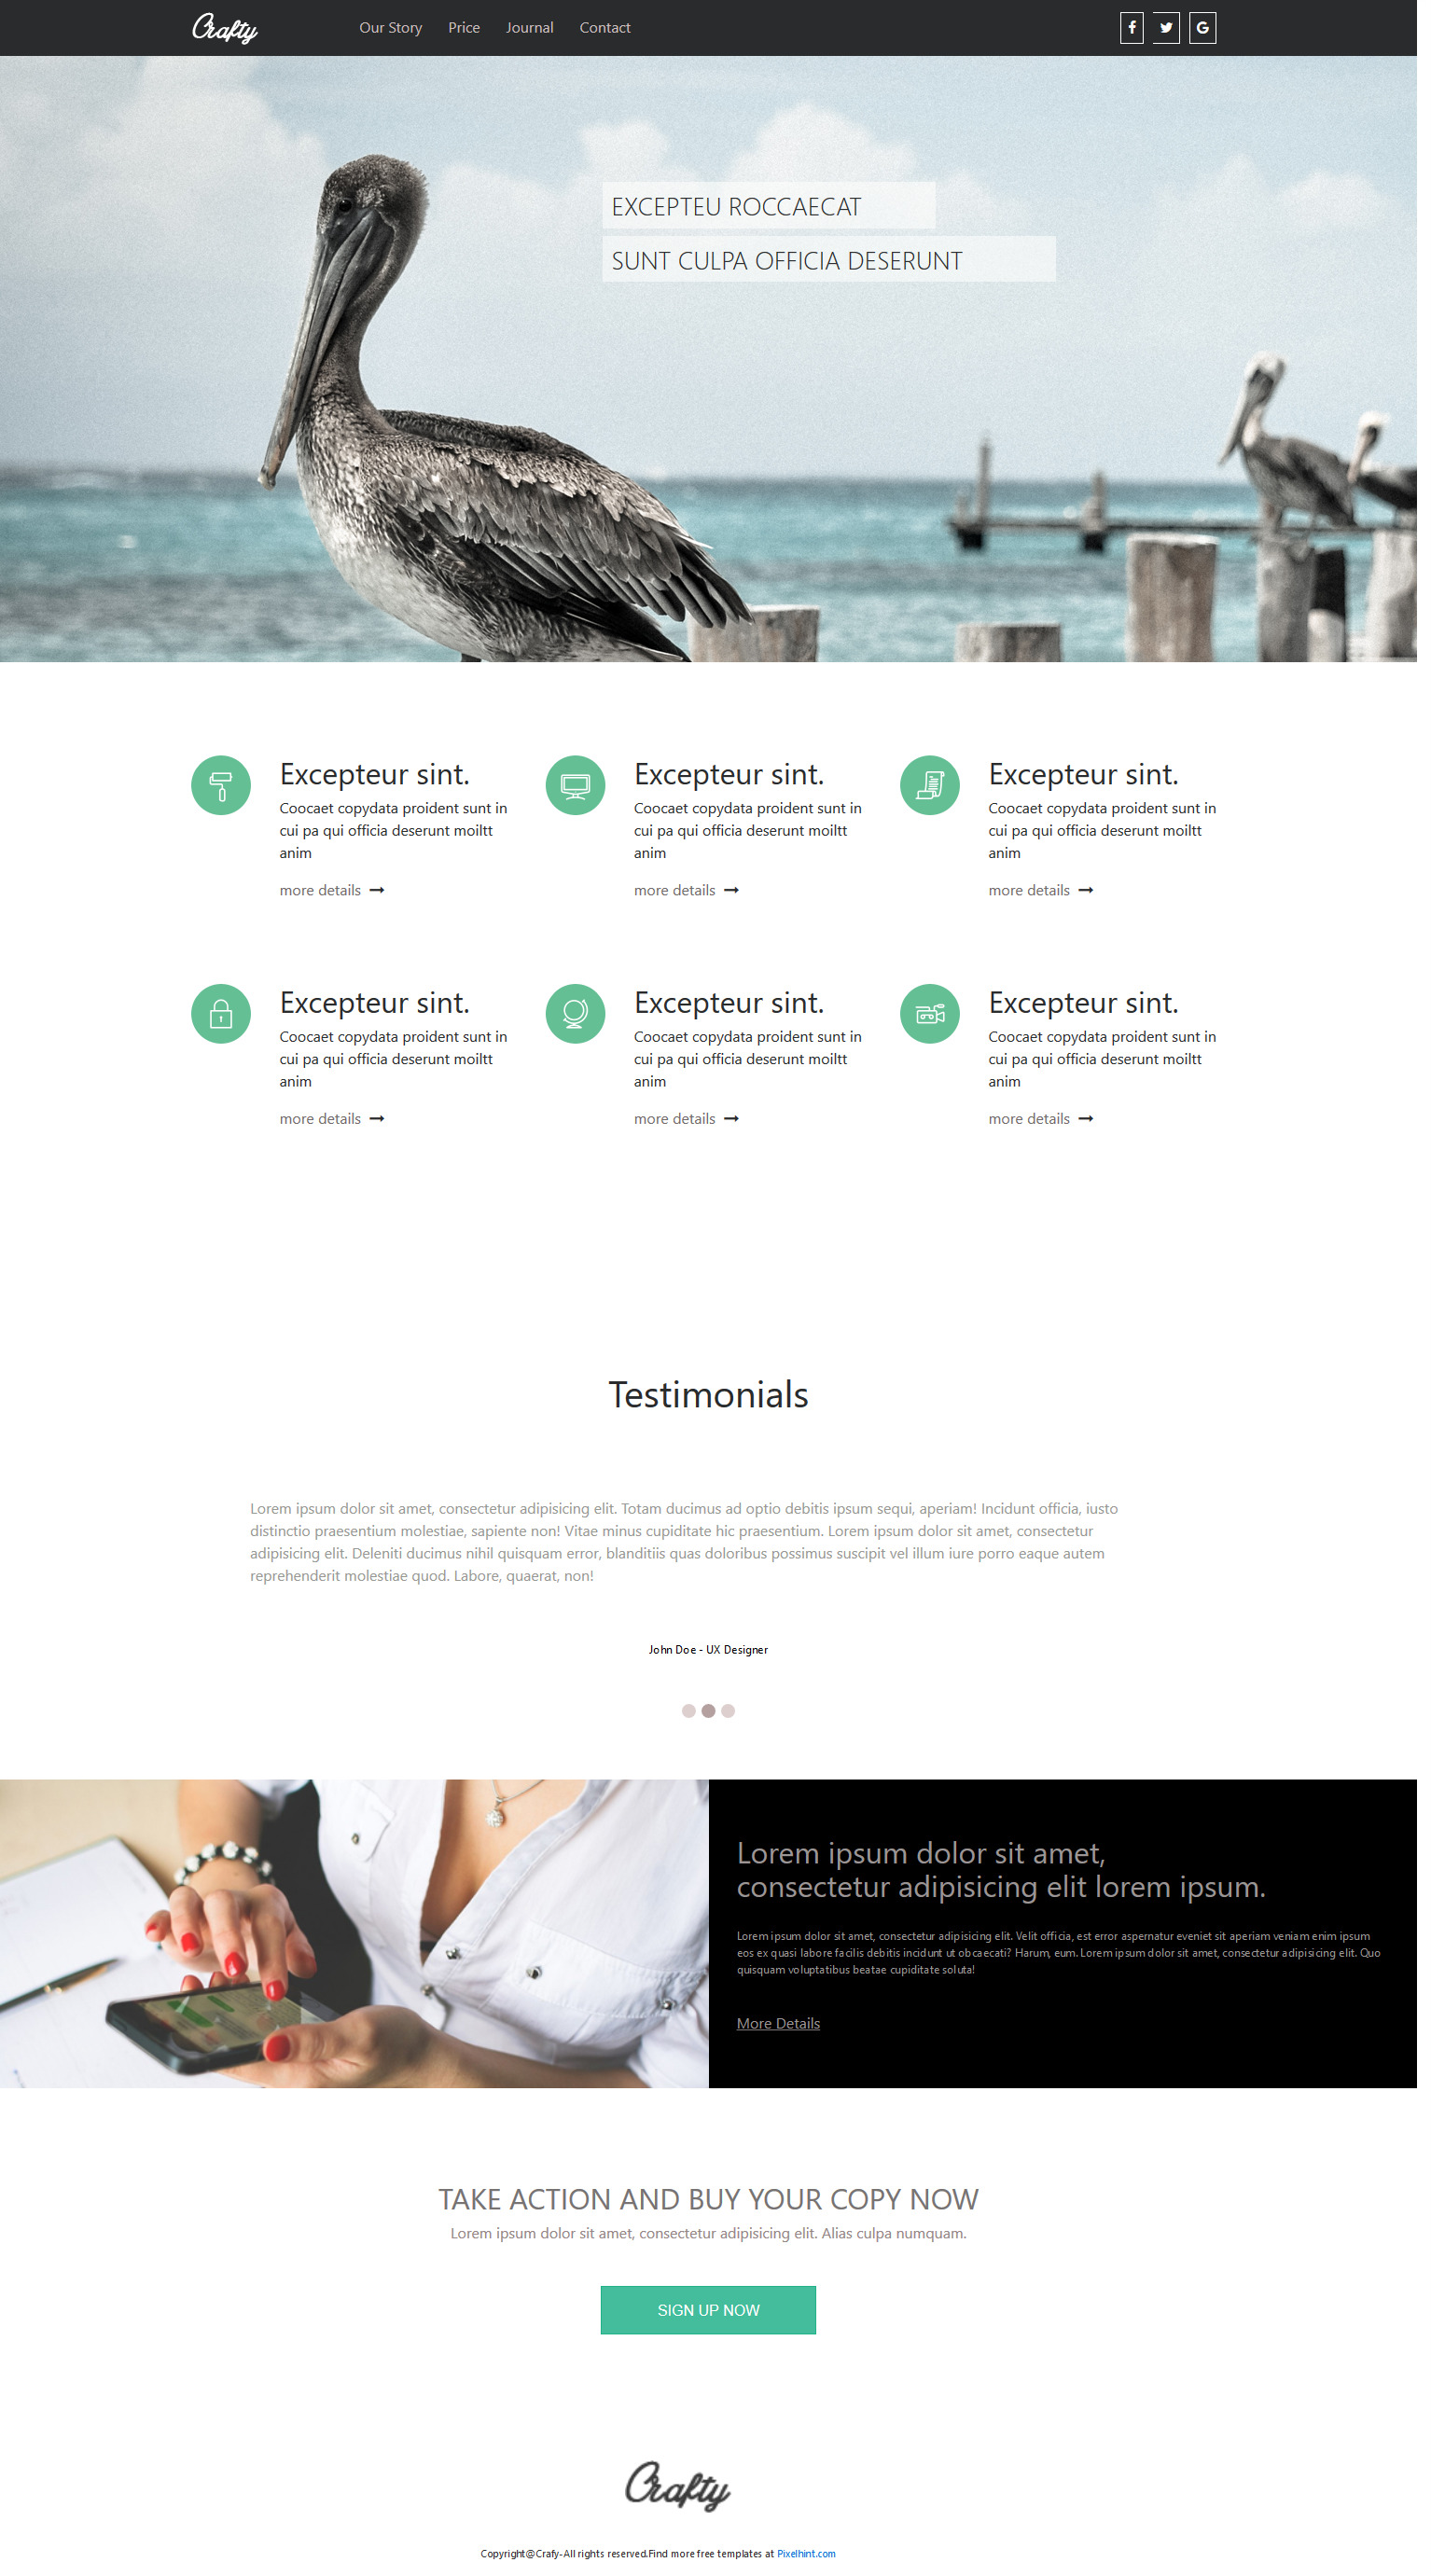 Crafty
Our Story Price Journal Contact
EXCEPTEU ROCCAECAT
SUNT CULPA OFFICIA DESERUNT
Excepteur sint.
Coocaet copydata proident sunt in
cui pa qui officia deserunt moiltt
anim
more details
Excepteur sint.
Coocaet copydata proident sunt in
cui pa qui officia deserunt moiltt
anim
more details
Excepteur sint.
Coocaet copydata proident sunt in
cui pa qui officia deserunt moiltt
anim
more details
Excepteur sint.
Coocaet copydata proident sunt in
cui pa qui officia deserunt moiltt
anim
more details
Excepteur sint.
Coocaet copydata proident sunt in
cui pa qui officia deserunt moiltt
anim
more details
Excepteur sint.
Coocaet copydata proident sunt in
cui pa qui officia deserunt moiltt
anim
more details
Testimonials
Lorem ipsum dolor sit amet, consectetur adipisicing elit. Totam ducimus ad optio debitis ipsum sequi, aperiam! Incidunt officia, iusto
distinctio praesentium molestiae, sapiente non! Vitae minus cupiditate hic praesentium. Lorem ipsum dolor sit amet, consectetur
adipisicing elit. Deleniti ducimus nihil quisquam error, blanditiis quas doloribus possimus suscipit vel illum iure porro eaque autem
reprehenderit molestiae quod. Labore, quaerat, non!
John Doe - UX Designer
Lorem ipsum dolor sit amet,
consectetur adipisicing elit lorem ipsum.
Lorem ipsum dolor sit amet, consectetur adipisicing elit. Velit officia, est error aspernatur eveniet sit aperiam veniam enim ipsum
eos ex quasi labore facilis debitis incidunt ut obcaecati? Harum, eum. Lorem ipsum dolor sit amet, consectetur adipisicing elit. Quo
quisquam voluptatibus beatae cupiditate soluta!
More Details
TAKE ACTION AND BUY YOUR COPY NOW
Lorem ipsum dolor sit amet, consectetur adipisicing elit. Alias culpa numquam.
SIGN UP NOW
Crafty
Copyright@Crafy-All rights reserved.Find more free templates at Pixelhint.com